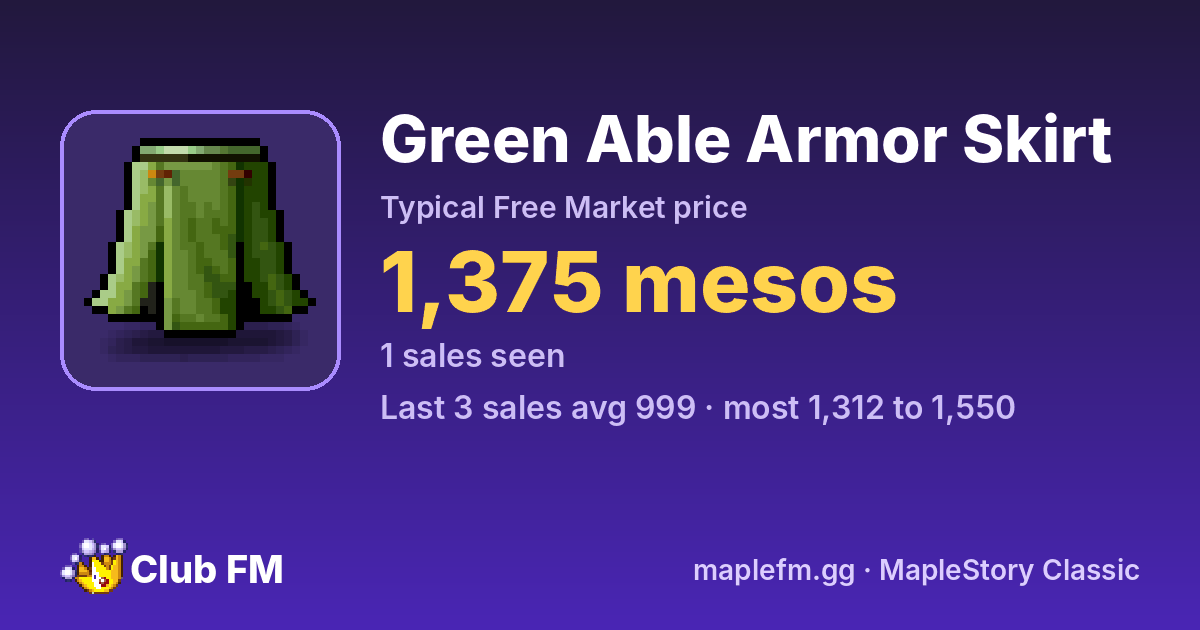 Green Able Armor Skirt
Typical Free Market price
1,375 mesos
1 sales seen
Last 3 sales avg 999 · most 1,312 to 1,550
Club FM
maplefm.gg · MapleStory Classic